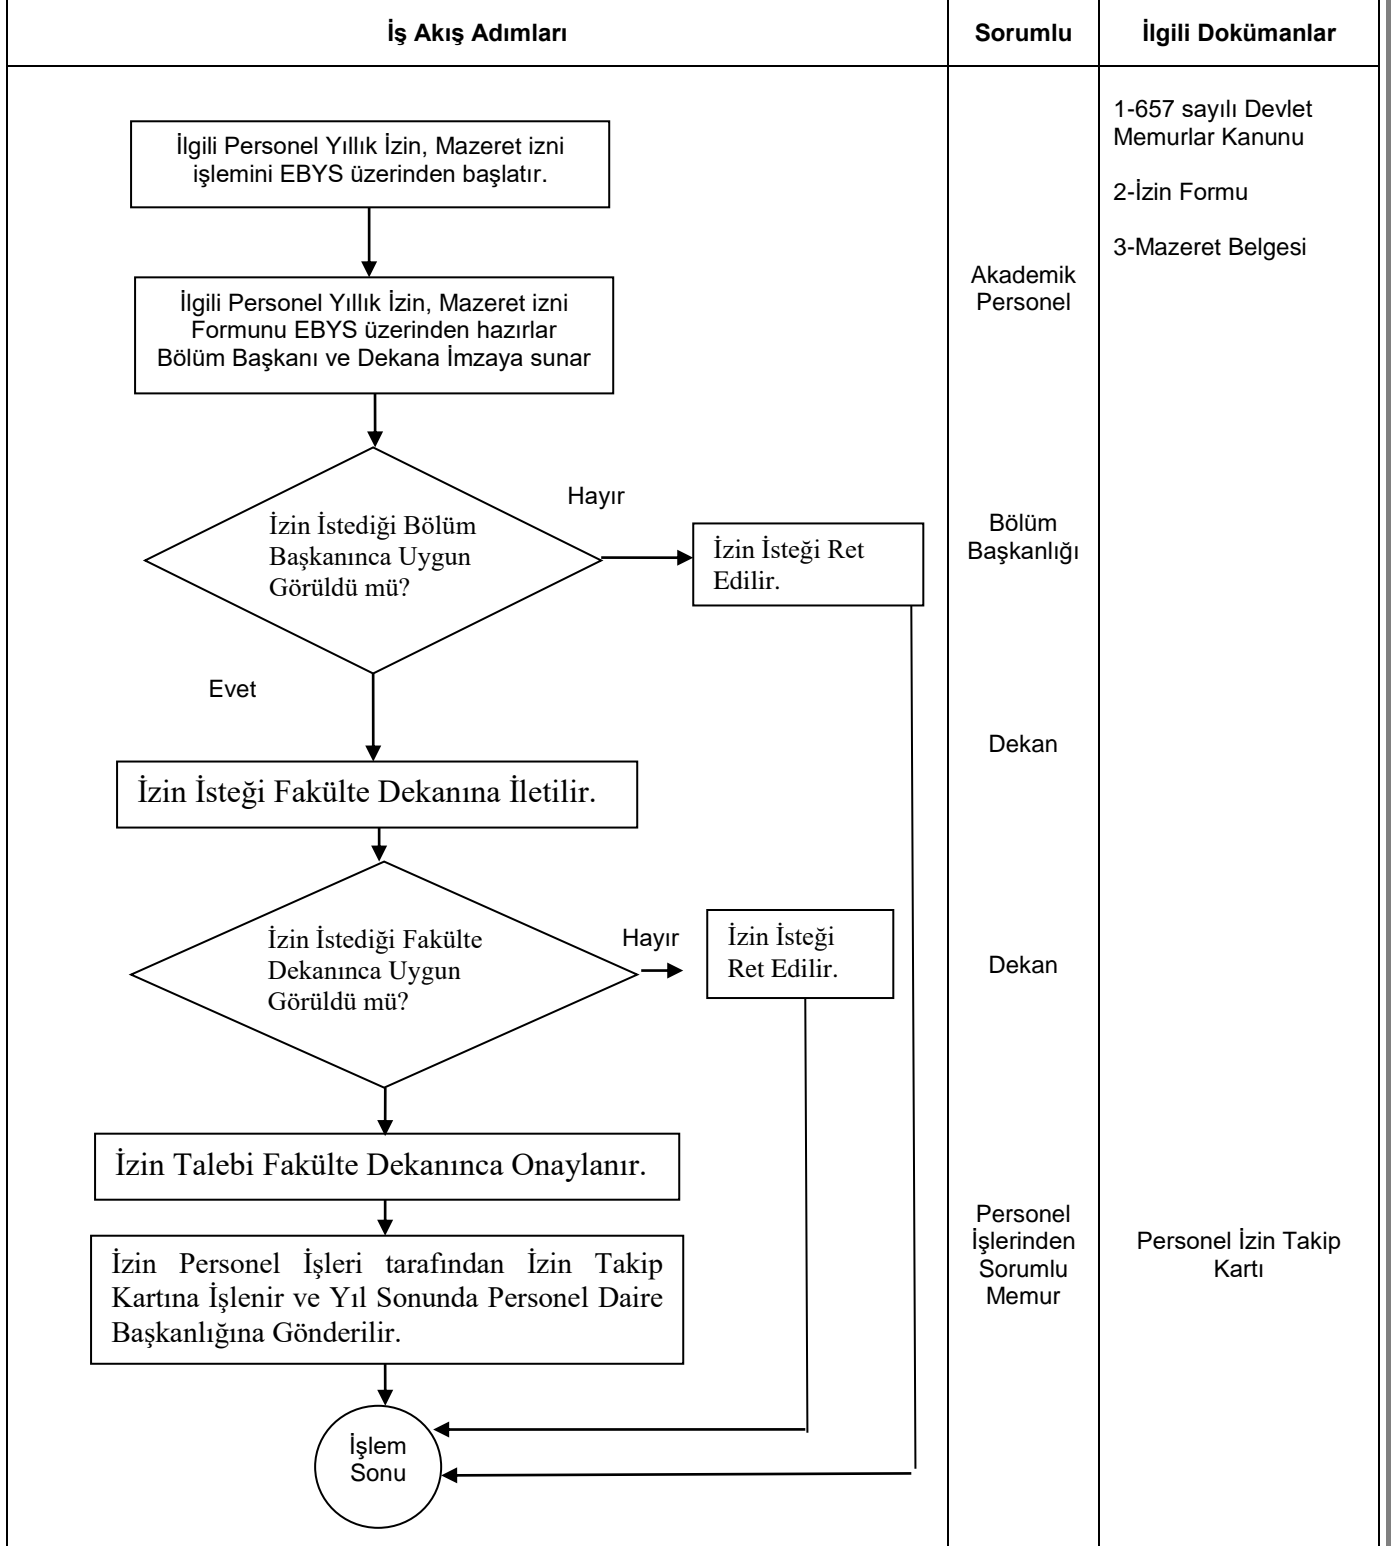 İş Akış Adımları
Sorumlu
İlgili Dokümanlar
İlgili Personel Yıllık İzin, Mazeret izni
işlemini EBYS üzerinden başlatır.
1-657 sayılı Devlet
Memurlar Kanunu
2-İzin Formu
3-Mazeret Belgesi
İlgili Personel Yıllık İzin, Mazeret izni
Formunu EBYS üzerinden hazırlar
Bölüm Başkanı ve Dekana İmzaya sunar
Akademik
Personel
Hayır
İzin İstediği Bölüm
Başkanınca Uygun
Görüldü mü?
İzin İsteği Ret
Edilir.
Bölüm
Başkanlığı
Evet
Dekan
İzin İsteği Fakülte Dekanına İletilir.
İzin İstediği Fakülte
Dekanınca Uygun
Görüldü mü?
Hayır
İzin İsteği
Ret Edilir.
Dekan
İzin Talebi Fakülte Dekanınca Onaylanır.
İzin Personel İşleri tarafından İzin Takip
Kartına İşlenir ve Yıl Sonunda Personel Daire
Başkanlığına Gönderilir.
Personel
İşlerinden
Sorumlu
Memur
Personel İzin Takip
Kartı
İşlem
Sonu